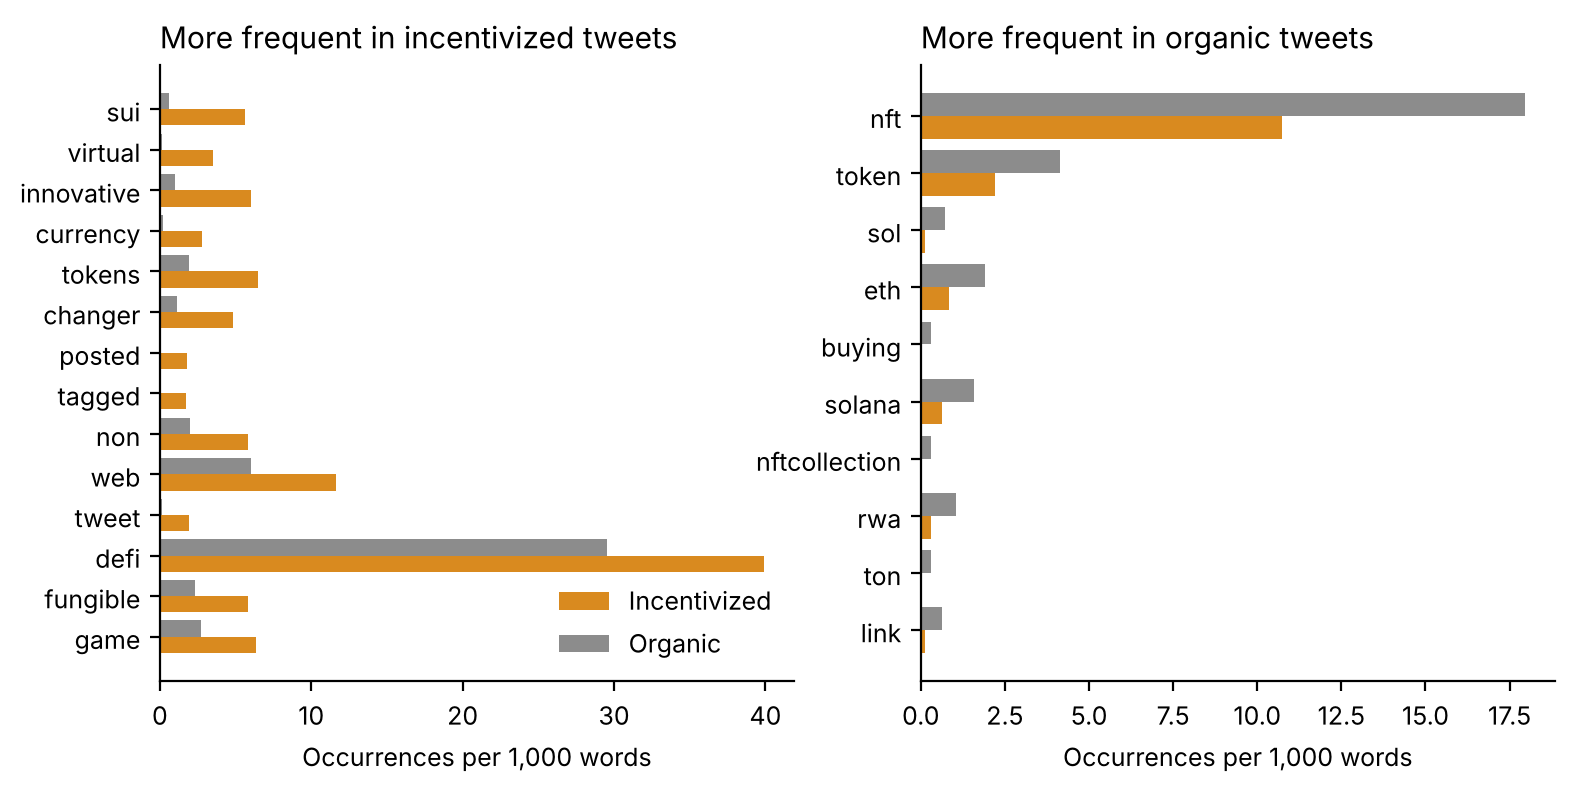 More frequent in incentivized tweets
sui
virtual
innovative
currency
tokens
changer
posted
tagged
non
web
tweet
defi
fungible
game
Incentivized
Organic
0 10 20 30 40
Occurrences per 1,000 words
More frequent in organic tweets
nft
token
sol
eth
buying
solana
nftcollection
rwa
ton
link
0.0 2.5 5.0 7.5 10.0 12.5 15.0 17.5
Occurrences per 1,000 words